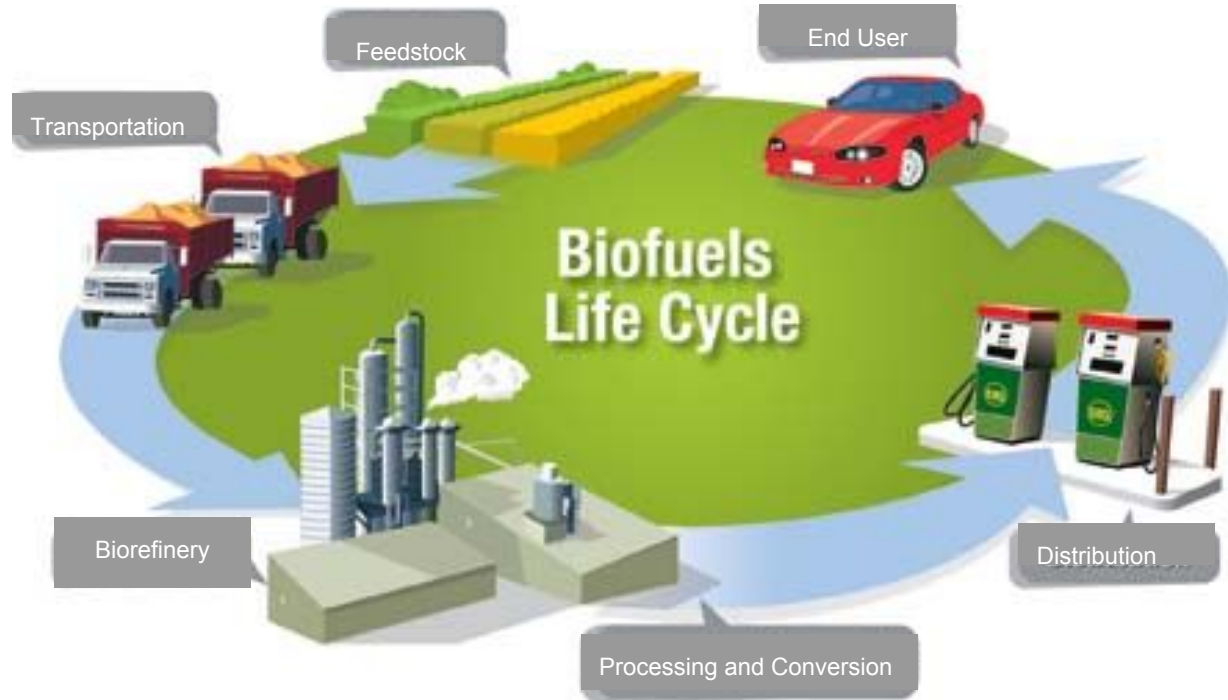 Feedstock
End User
Transportation
Biofuels
Life Cycle
Biorefinery
Distribution
Processing and Conversion